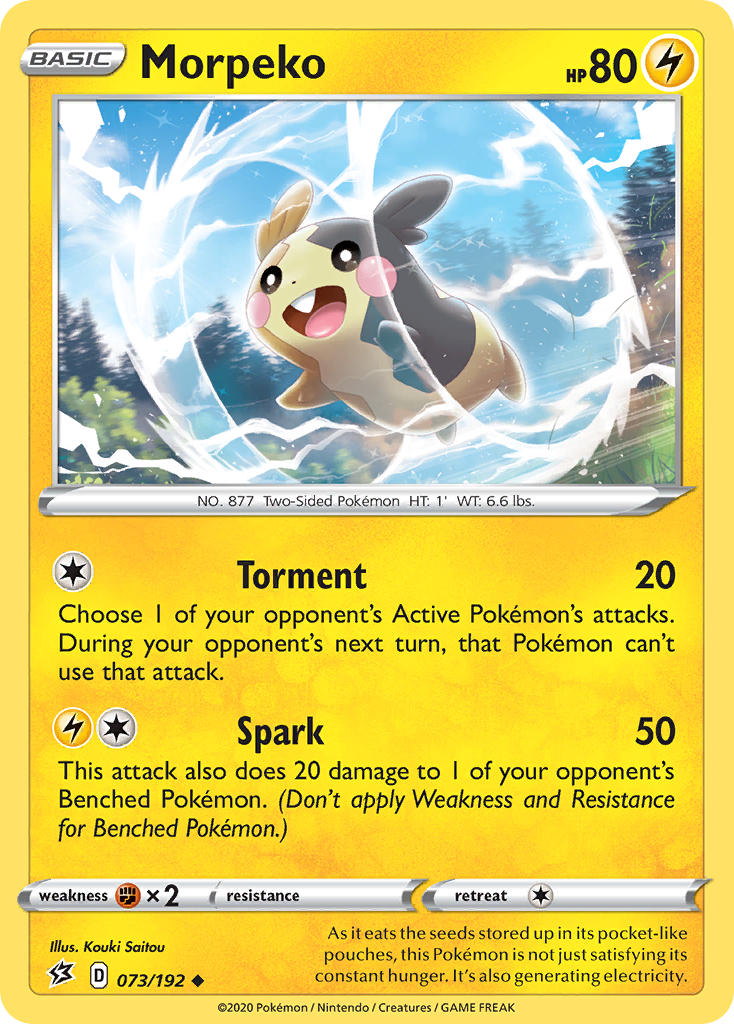 BASIC Morpeko HP 80
NO. 877 Two-Sided Pokémon HT: 1' WT: 6.6 lbs.
Torment 20
Choose 1 of your opponent's Active Pokémon's attacks.
During your opponent's next turn, that Pokémon can't
use that attack.
Spark 50
This attack also does 20 damage to 1 of your opponent's
Benched Pokémon. (Don't apply Weakness and Resistance
for Benched Pokémon.)
weakness ×2 resistance retreat
Illus. Kouki Saitou
D 073/192
As it eats the seeds stored up in its pocket-like
pouches, this Pokémon is not just satisfying its
constant hunger. It's also generating electricity.
©2020 Pokémon / Nintendo / Creatures / GAME FREAK